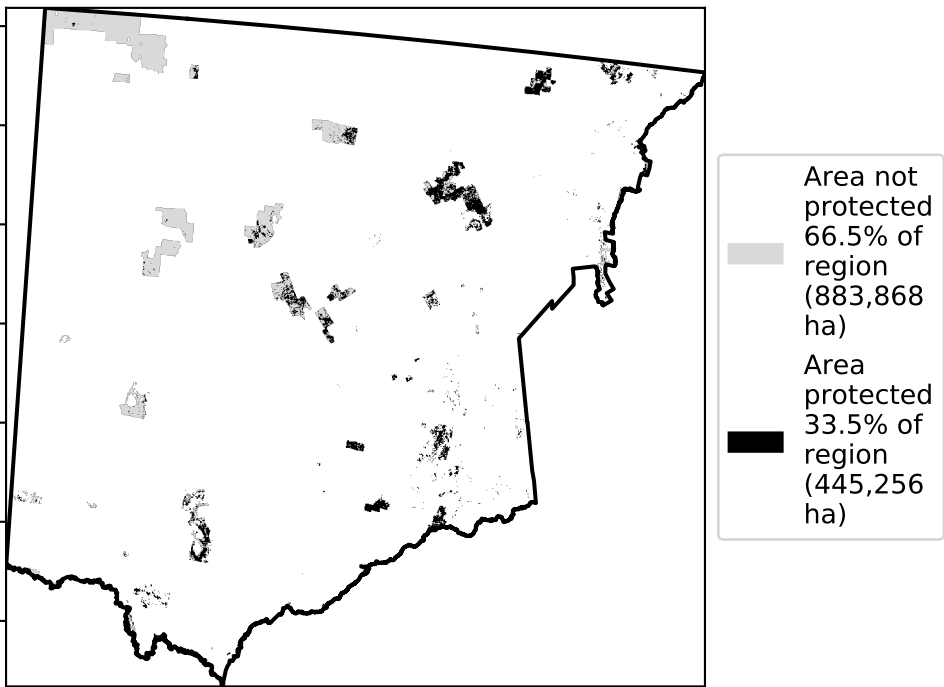 Area not
protected
66.5% of
region
(883,868
ha)
Area
protected
33.5% of
region
(445,256
ha)